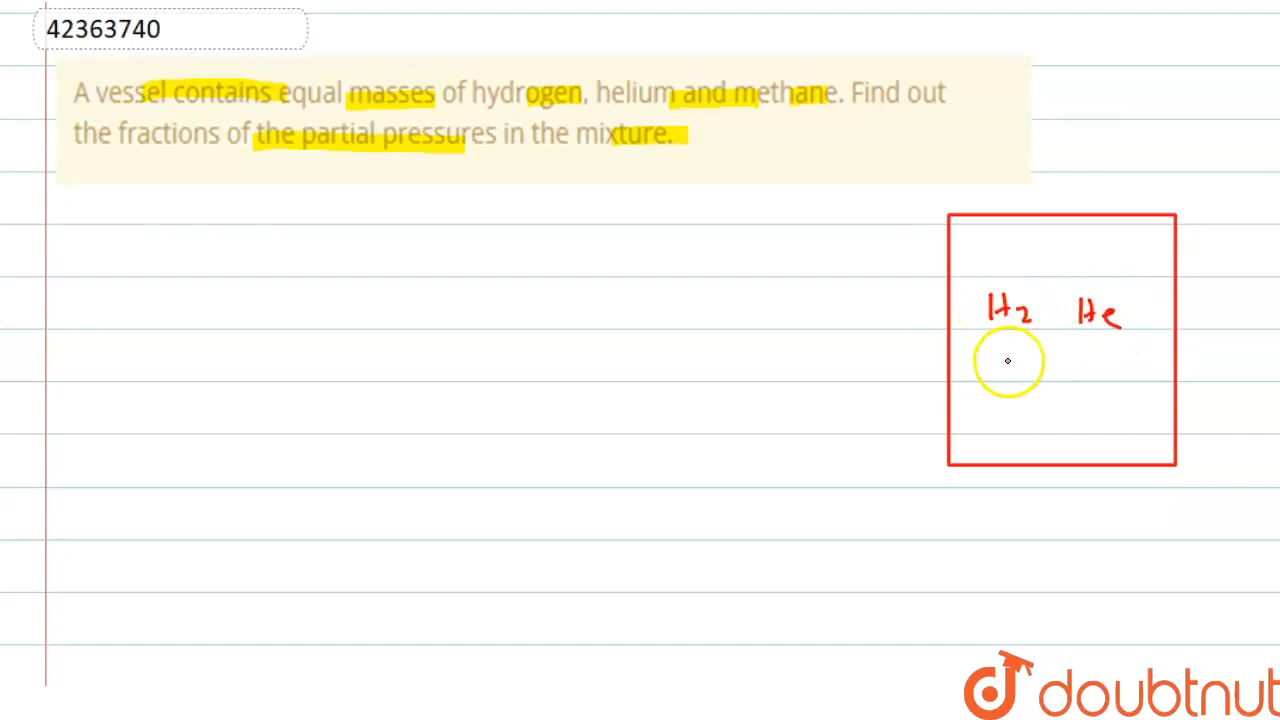 42363740
A vessel contains equal masses of hydrogen, helium and methane. Find out
the fractions of the partial pressures in the mixture.
H2 He
doubtnut